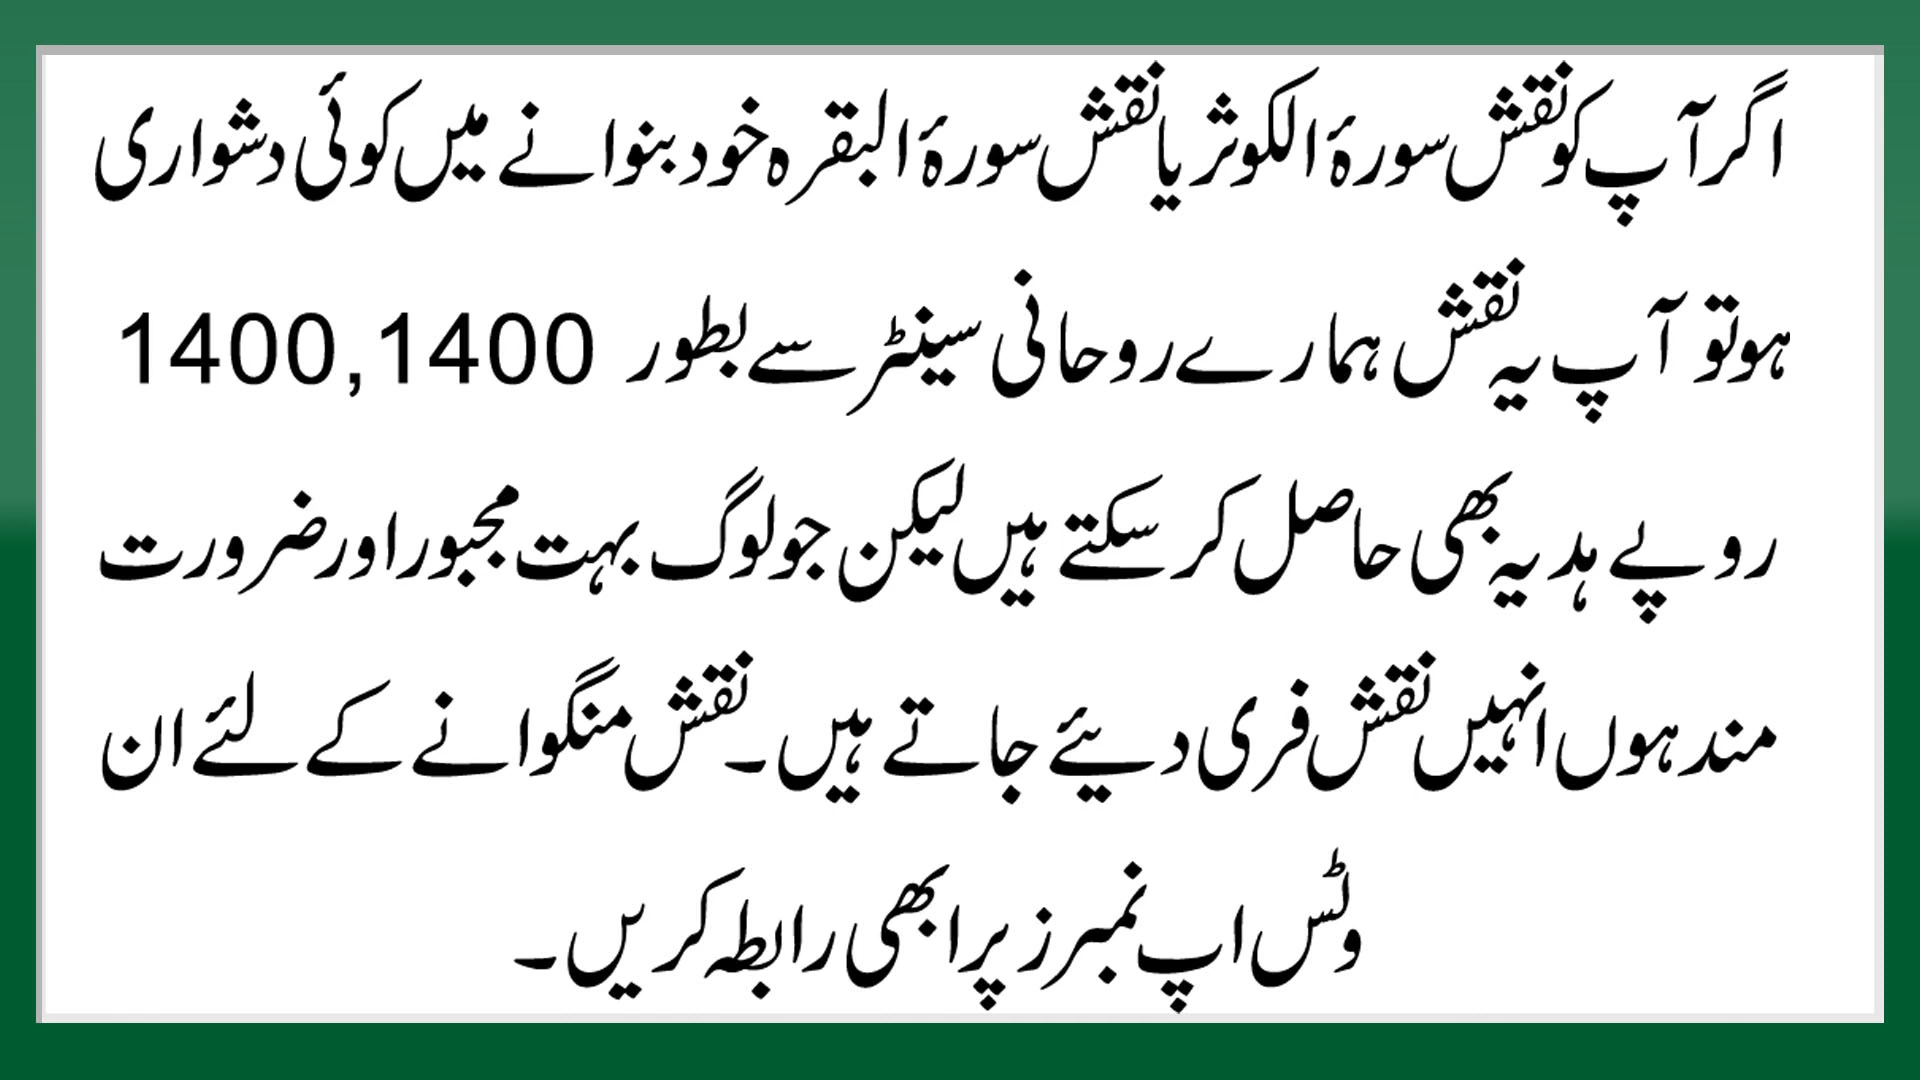 اگر آپ کو نقش سورۂ الکوثر یا نقش سورۂ البقرہ خود بنوانے میں کوئی دشواری
ہو تو آپ یہ نقش ہمارے روحانی سینٹر سے بطور 1400,1400
روپے ہدیہ بھی حاصل کر سکتے ہیں لیکن جو لوگ بہت مجبور اور ضرورت
مند ہوں انہیں نقش فری دیئے جاتے ہیں۔ نقش منگوانے کے لئے ان
وٹس اپ نمبرز پر ابھی رابطہ کریں۔